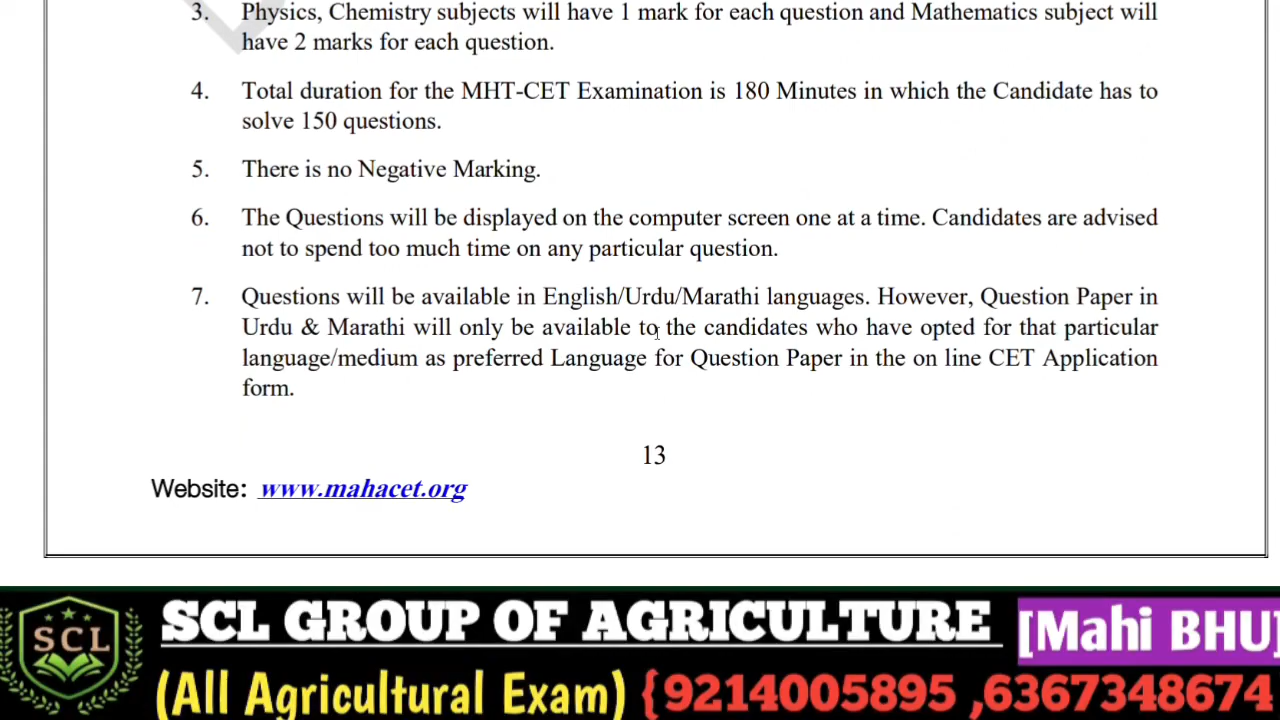 3. Physics, Chemistry subjects will have 1 mark for each question and Mathematics subject will
have 2 marks for each question.
4. Total duration for the MHT-CET Examination is 180 Minutes in which the Candidate has to
solve 150 questions.
5. There is no Negative Marking.
6. The Questions will be displayed on the computer screen one at a time. Candidates are advised
not to spend too much time on any particular question.
7. Questions will be available in English/Urdu/Marathi languages. However, Question Paper in
Urdu & Marathi will only be available to the candidates who have opted for that particular
language/medium as preferred Language for Question Paper in the on line CET Application
form.
13
Website: www.mahacet.org
SCL
SCL GROUP OF AGRICULTURE [Mahi BHU]
(All Agricultural Exam) {9214005895 ,6367348674